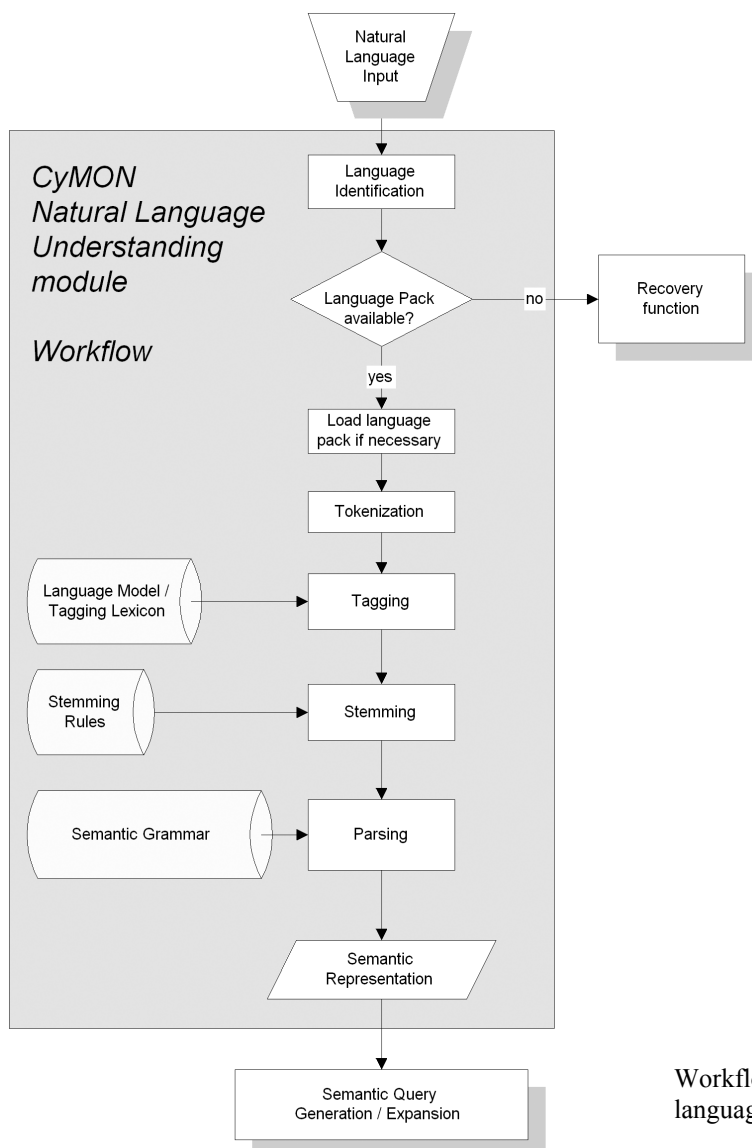 Natural
Language
Input
CyMON
Natural Language
Understanding
module
Workflow
Language
Identification
Language Pack
available?
no
Recovery
function
yes
Load language
pack if necessary
Tokenization
Language Model /
Tagging Lexicon
Tagging
Stemming
Rules
Stemming
Semantic Grammar
Parsing
Semantic
Representation
Semantic Query
Generation / Expansion